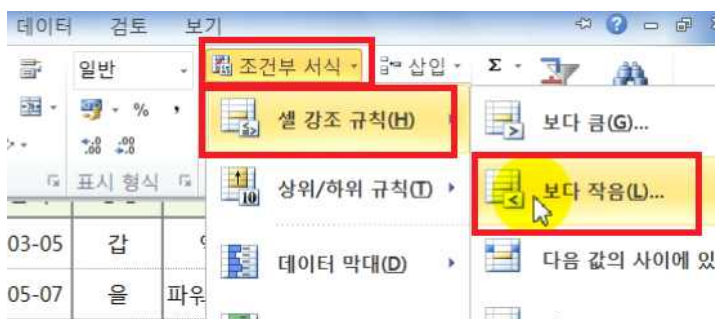 데이터 검토 보기
일반 조건부 서식 삽입 Σ
% ,
셀 강조 규칙(H) 보다 큼(G)...
표시 형식 상위/하위 규칙(T) 보다 작음(L)...
03-05 갑
데이터 막대(D) 다음 값의 사이에 있
05-07 을 파우